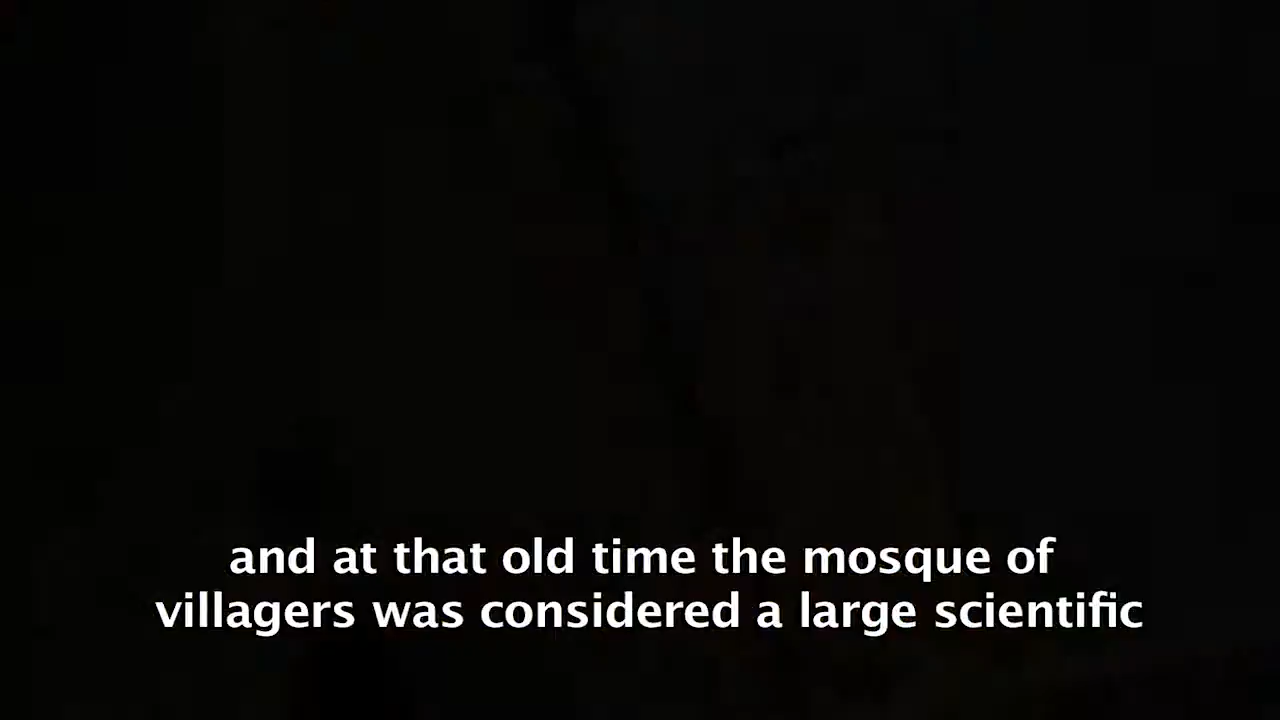 and at that old time the mosque of
villagers was considered a large scientific